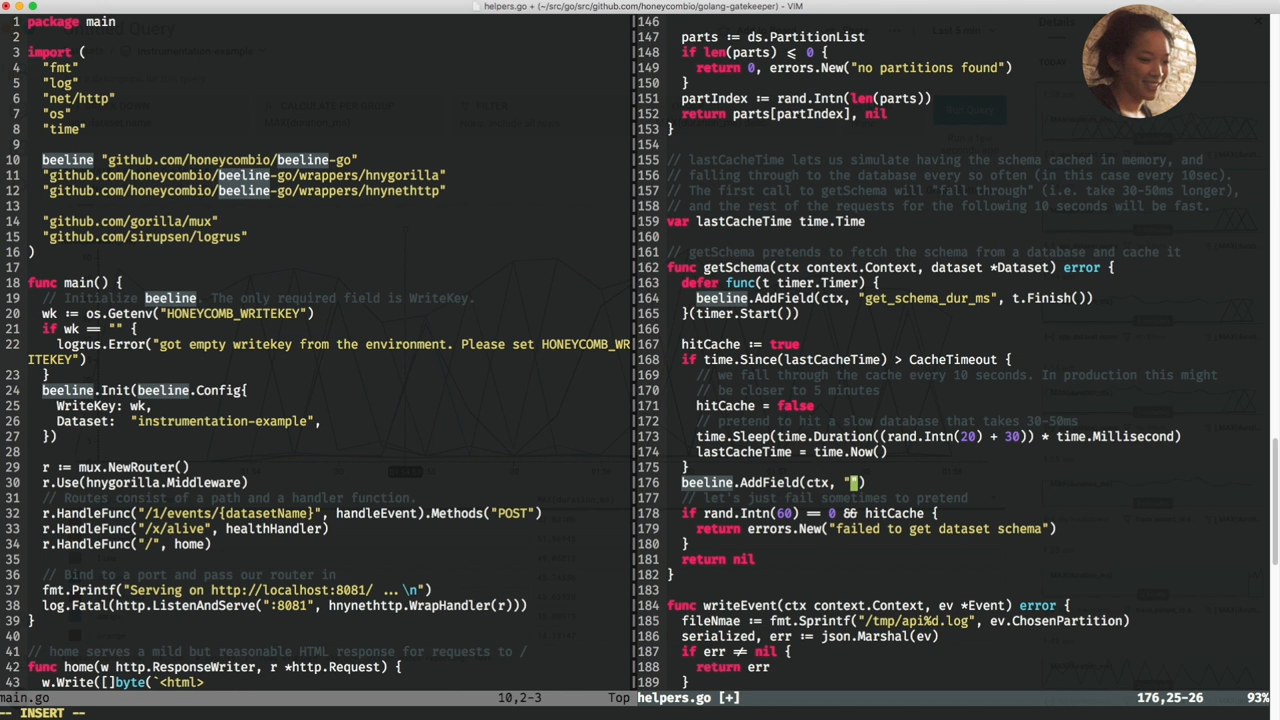 helpers.go + (~/src/go/src/github.com/honeycombio/golang-gatekeeper) - VIM
1 package main
2
3 import (
4 "fmt"
5 "log"
6 "net/http"
7 "os"
8 "time"
9
10 beeline "github.com/honeycombio/beeline-go"
11 "github.com/honeycombio/beeline-go/wrappers/hnygorilla"
12 "github.com/honeycombio/beeline-go/wrappers/hnynethttp"
13
14 "github.com/gorilla/mux"
15 "github.com/sirupsen/logrus"
16 )
17
18 func main() {
19 // Initialize beeline. The only required field is WriteKey.
20 wk := os.Getenv("HONEYCOMB_WRITEKEY")
21 if wk == "" {
22 logrus.Error("got empty writekey from the environment. Please set HONEYCOMB_WR
ITEKEY")
23 }
24 beeline.Init(beeline.Config{
25 WriteKey: wk,
26 Dataset: "instrumentation-example",
27 })
28
29 r := mux.NewRouter()
30 r.Use(hnygorilla.Middleware)
31 // Routes consist of a path and a handler function.
32 r.HandleFunc("/1/events/{datasetName}", handleEvent).Methods("POST")
33 r.HandleFunc("/x/alive", healthHandler)
34 r.HandleFunc("/", home)
35
36 // Bind to a port and pass our router in
37 fmt.Printf("Serving on http://localhost:8081/ ...\n")
38 log.Fatal(http.ListenAndServe(":8081", hnynethttp.WrapHandler(r)))
39 }
40
41 // home serves a mild but reasonable HTML response for requests to /
42 func home(w http.ResponseWriter, r *http.Request) {
43 w.Write([]byte(`<html>
main.go 10,2-3 Top
-- INSERT --
146
147 parts := ds.PartitionList
148 if len(parts) <= 0 {
149 return 0, errors.New("no partitions found")
150 }
151 partIndex := rand.Intn(len(parts))
152 return parts[partIndex], nil
153 }
154
155 // lastCacheTime lets us simulate having the schema cached in memory, and
156 // falling through to the database every so often (in this case every 10sec).
157 // The first call to getSchema will "fall through" (i.e. take 30-50ms longer),
158 // and the rest of the requests for the following 10 seconds will be fast.
159 var lastCacheTime time.Time
160
161 // getSchema pretends to fetch the schema from a database and cache it
162 func getSchema(ctx context.Context, dataset *Dataset) error {
163 defer func(t timer.Timer) {
164 beeline.AddField(ctx, "get_schema_dur_ms", t.Finish())
165 }(timer.Start())
166
167 hitCache := true
168 if time.Since(lastCacheTime) > CacheTimeout {
169 // we fall through the cache every 10 seconds. In production this might
170 // be closer to 5 minutes
171 hitCache = false
172 // pretend to hit a slow database that takes 30-50ms
173 time.Sleep(time.Duration((rand.Intn(20) + 30)) * time.Millisecond)
174 lastCacheTime = time.Now()
175 }
176 beeline.AddField(ctx, "")
177 // let's just fail sometimes to pretend
178 if rand.Intn(60) == 0 && hitCache {
179 return errors.New("failed to get dataset schema")
180 }
181 return nil
182 }
183
184 func writeEvent(ctx context.Context, ev *Event) error {
185 fileNmae := fmt.Sprintf("/tmp/api%d.log", ev.ChosenPartition)
186 serialized, err := json.Marshal(ev)
187 if err != nil {
188 return err
189 }
helpers.go [+] 176,25-26 93%